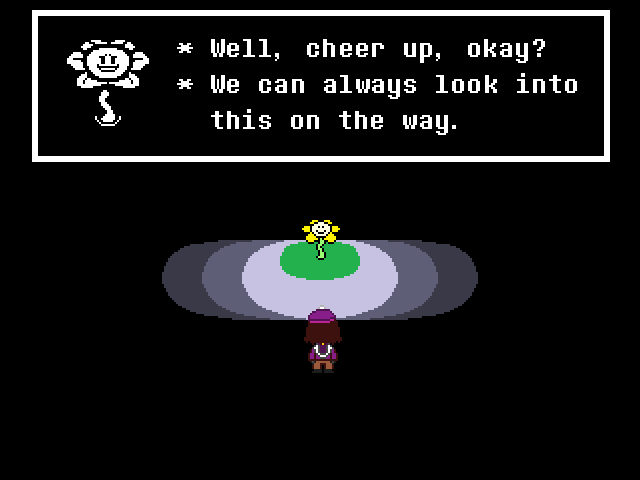 * Well, cheer up, okay?
* We can always look into
this on the way.